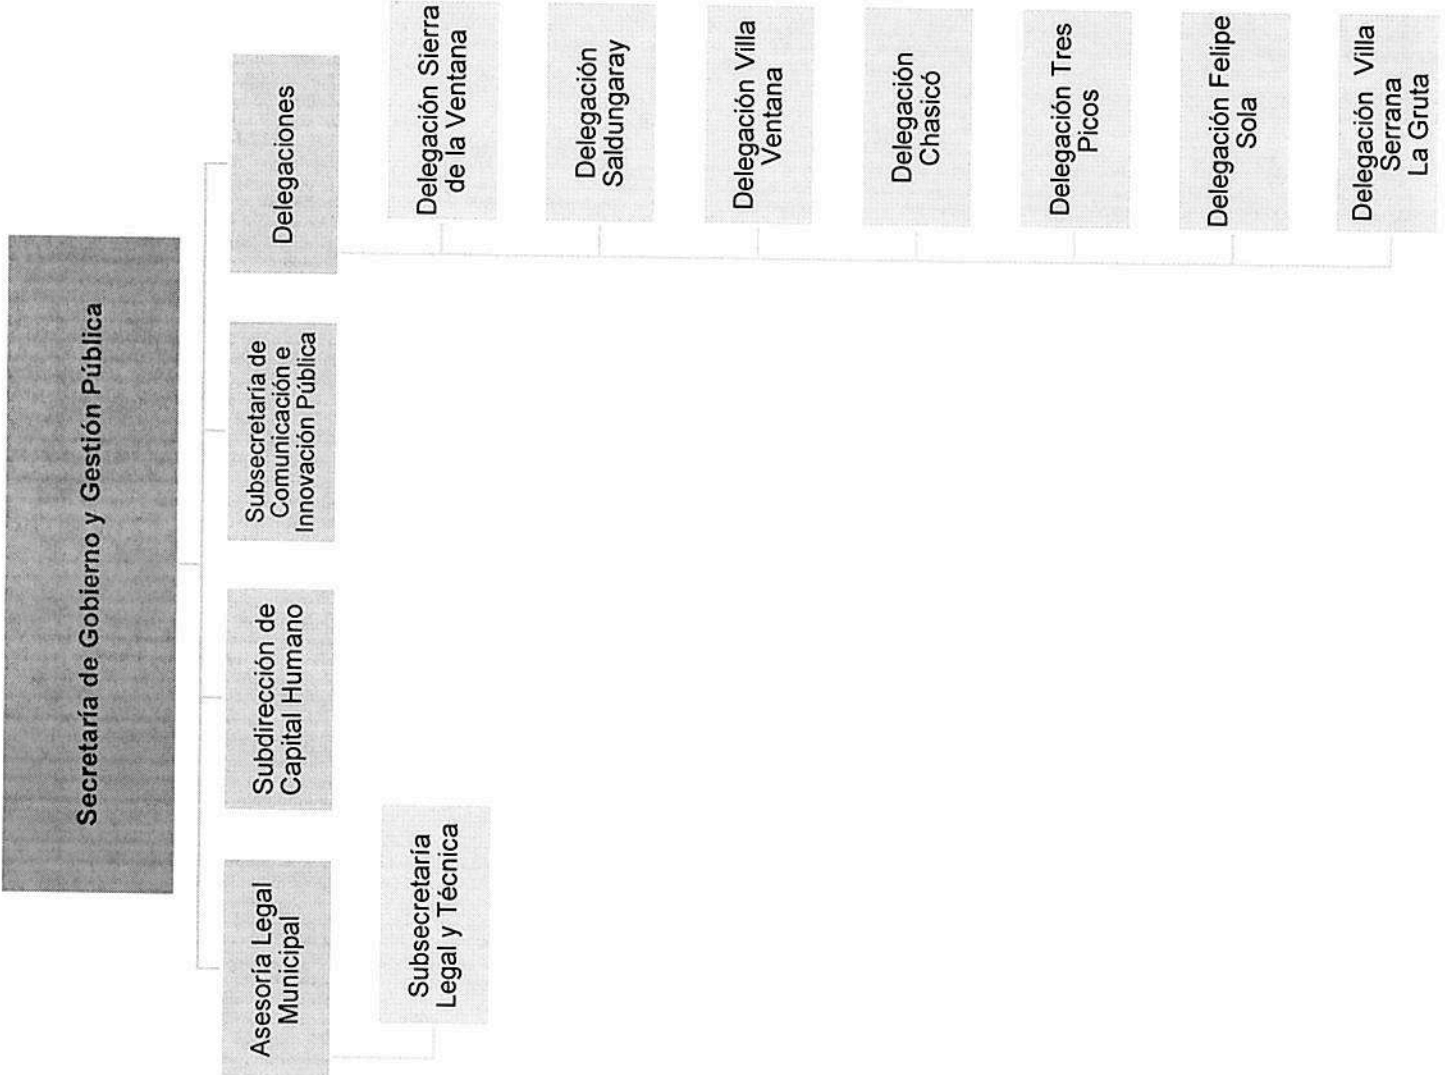 Secretaría de Gobierno y Gestión Pública
Asesoría Legal
Municipal
Subsecretaría
Legal y Técnica
Subdirección de
Capital Humano
Subsecretaría de
Comunicación e
Innovación Pública
Delegaciones
Delegación Sierra
de la Ventana
Delegación
Saldungaray
Delegación Villa
Ventana
Delegación
Chasicó
Delegación Tres
Picos
Delegación Felipe
Sola
Delegación Villa
Serrana
La Gruta